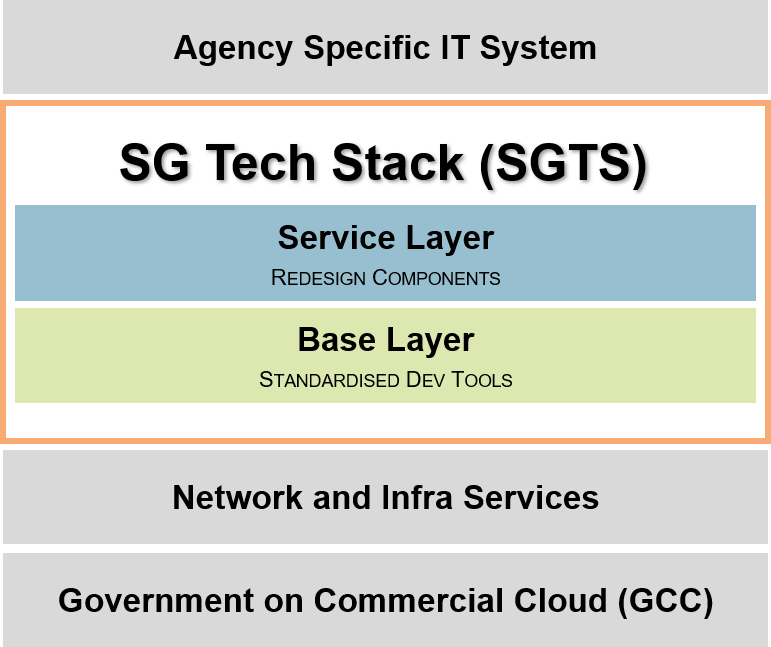 Agency Specific IT System
SG Tech Stack (SGTS)
Service Layer
Redesign Components
Base Layer
Standardised Dev Tools
Network and Infra Services
Government on Commercial Cloud (GCC)